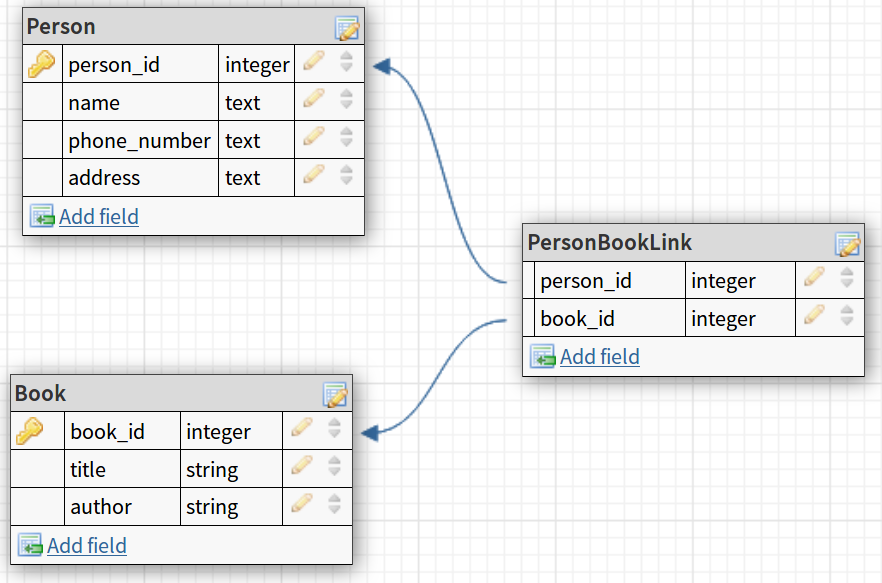 Person
person_id integer
name text
phone_number text
address text
Add field
PersonBookLink
person_id integer
book_id integer
Add field
Book
book_id integer
title string
author string
Add field